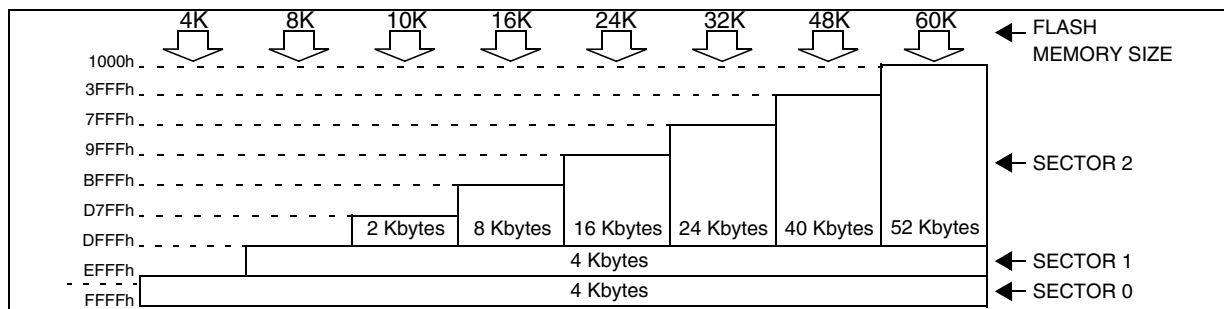 4K 8K 10K 16K 24K 32K 48K 60K
FLASH
MEMORY SIZE
1000h
3FFFh
7FFFh
9FFFh
SECTOR 2
BFFFh
D7FFh
2 Kbytes 8 Kbytes 16 Kbytes 24 Kbytes 40 Kbytes 52 Kbytes
DFFFh
4 Kbytes
SECTOR 1
EFFFh
4 Kbytes
SECTOR 0
FFFFh